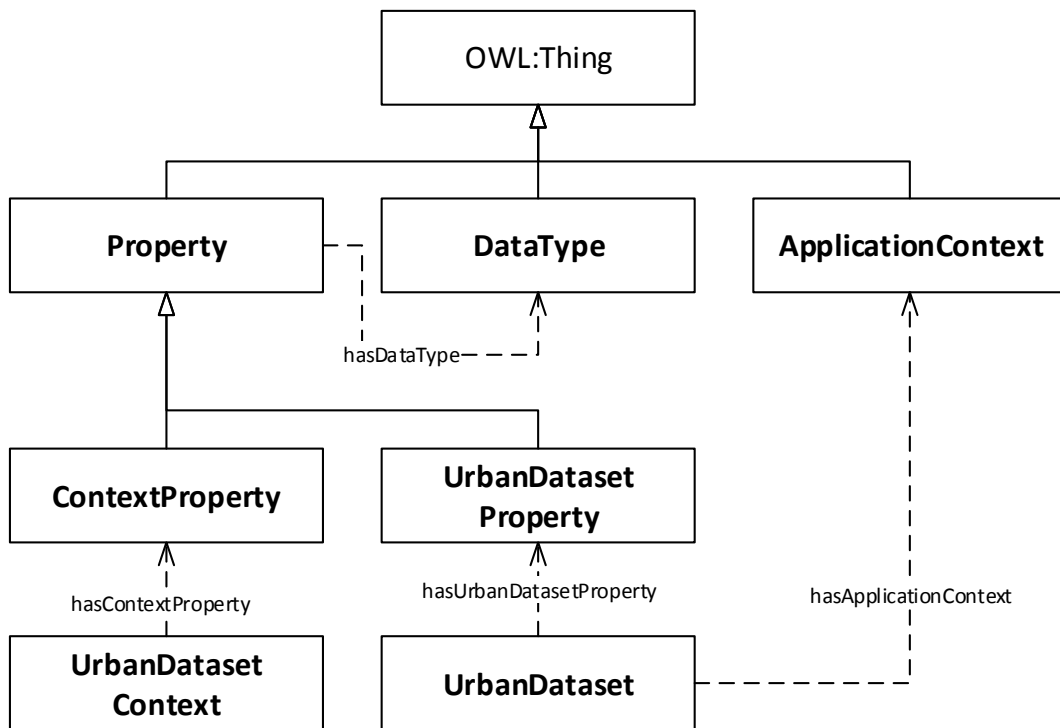 OWL:Thing
Property
DataType
ApplicationContext
hasDataType
ContextProperty
UrbanDataset
Property
hasContextProperty
hasUrbanDatasetProperty
hasApplicationContext
UrbanDataset
Context
UrbanDataset